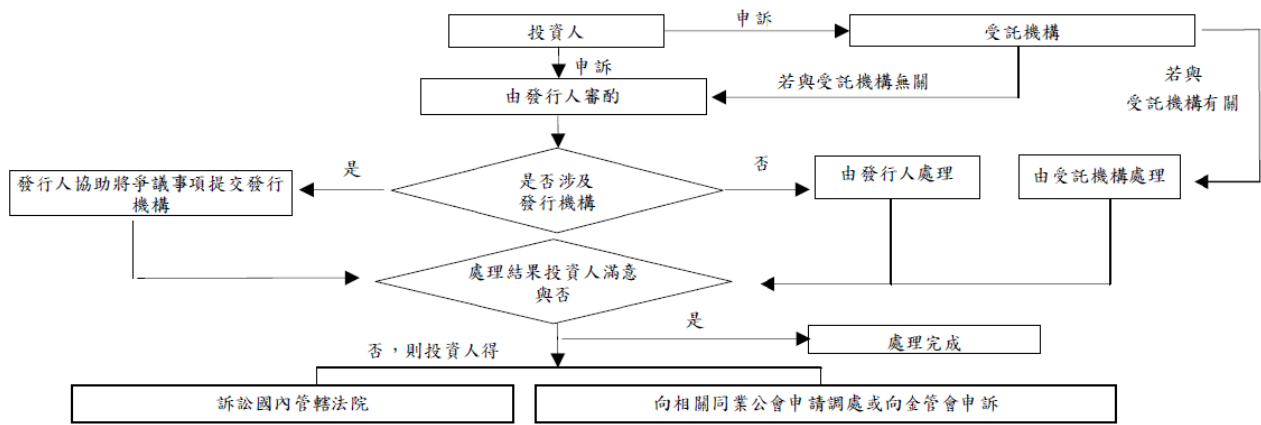 申訴
投資人
受託機構
申訴
若與
受託機構有關
若與受託機構無關
由發行人審酌
是
否
發行人協助將爭議事項提交發行
機構
是否涉及
發行機構
由發行人處理
由受託機構處理
處理結果投資人滿意
與否
是
處理完成
否，則投資人得
訴訟國內管轄法院
向相關同業公會申請調處或向金管會申訴